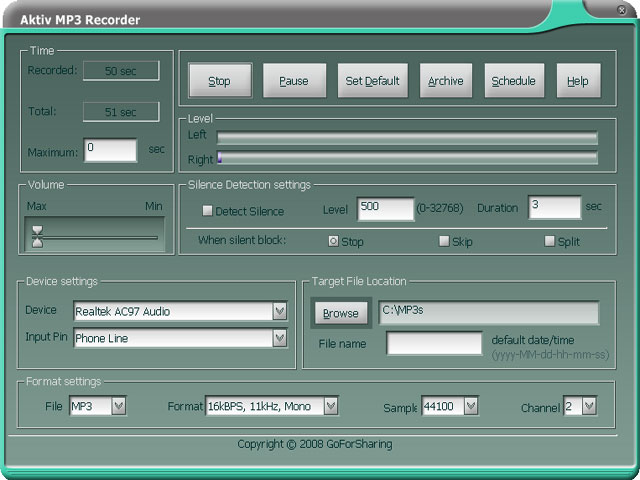 Aktiv MP3 Recorder
Time
Recorded: 50 sec
Total: 51 sec
Maximum: 0 sec
Stop Pause Set Default Archive Schedule Help
Level
Left
Right
Volume
Max Min
Silence Detection settings
Detect Silence Level 500 (0-32768) Duration 3 sec
When silent block: Stop Skip Split
Device settings
Device Realtek AC97 Audio
Input Pin Phone Line
Target File Location
Browse C:\MP3s
File name default date/time
(yyyy-MM-dd-hh-mm-ss)
Format settings
File MP3 Format 16kBPS, 11kHz, Mono Sample 44100 Channel 2
Copyright © 2008 GoForSharing